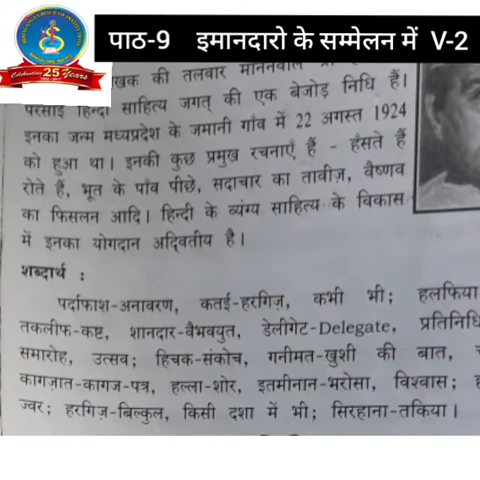 पाठ-9 इमानदारो के सम्मेलन में V-2
Celebrating 25 Years
की तलवार माननेवाले
परसाई हिन्दी साहित्य जगत् की एक बेजोड़ निधि हैं।
इनका जन्म मध्यप्रदेश के जमानी गाँव में 22 अगस्त 1924
को हुआ था। इनकी कुछ प्रमुख रचनाएँ हैं - हँसते हैं
रोते हैं, भूत के पाँव पीछे, सदाचार का तावीज़, वैष्णव
का फिसलन आदि। हिन्दी के व्यंग्य साहित्य के विकास
में इनका योगदान अद्वितीय है।
शब्दार्थ :
पर्दाफाश-अनावरण, कतई-हरगिज़, कभी भी; हलफिया
तकलीफ-कष्ट, शानदार-वैभवयुत, डेलीगेट-Delegate, प्रतिनिधि
समारोह, उत्सव; हिचक-संकोच, गनीमत-खुशी की बात,
कागज़ात-कागज-पत्र, हल्ला-शोर, इतमीनान-भरोसा, विश्वास;
ज्वर; हरगिज़-बिल्कुल, किसी दशा में भी; सिरहाना-तकिया।